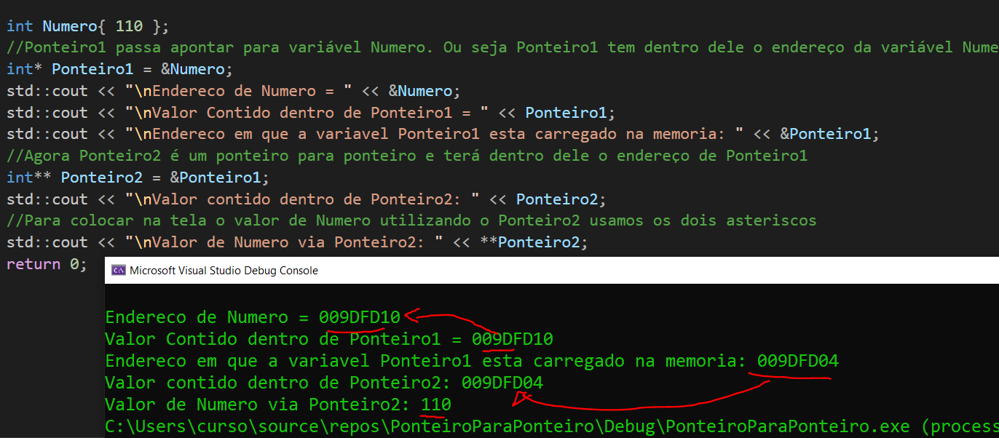 int Numero{ 110 };
//Ponteiro1 passa apontar para variável Numero. Ou seja Ponteiro1 tem dentro dele o endereço da variável Nume
int* Ponteiro1 = &Numero;
std::cout << "\nEndereco de Numero = " << &Numero;
std::cout << "\nValor Contido dentro de Ponteiro1 = " << Ponteiro1;
std::cout << "\nEndereco em que a variavel Ponteiro1 esta carregado na memoria: " << &Ponteiro1;
//Agora Ponteiro2 é um ponteiro para ponteiro e terá dentro dele o endereço de Ponteiro1
int** Ponteiro2 = &Ponteiro1;
std::cout << "\nValor contido dentro de Ponteiro2: " << Ponteiro2;
//Para colocar na tela o valor de Numero utilizando o Ponteiro2 usamos os dois asteriscos
std::cout << "\nValor de Numero via Ponteiro2: " << **Ponteiro2;
return 0;
Microsoft Visual Studio Debug Console
Endereco de Numero = 009DFD10
Valor Contido dentro de Ponteiro1 = 009DFD10
Endereco em que a variavel Ponteiro1 esta carregado na memoria: 009DFD04
Valor contido dentro de Ponteiro2: 009DFD04
Valor de Numero via Ponteiro2: 110
C:\Users\curso\source\repos\PonteiroParaPonteiro\Debug\PonteiroParaPonteiro.exe (process